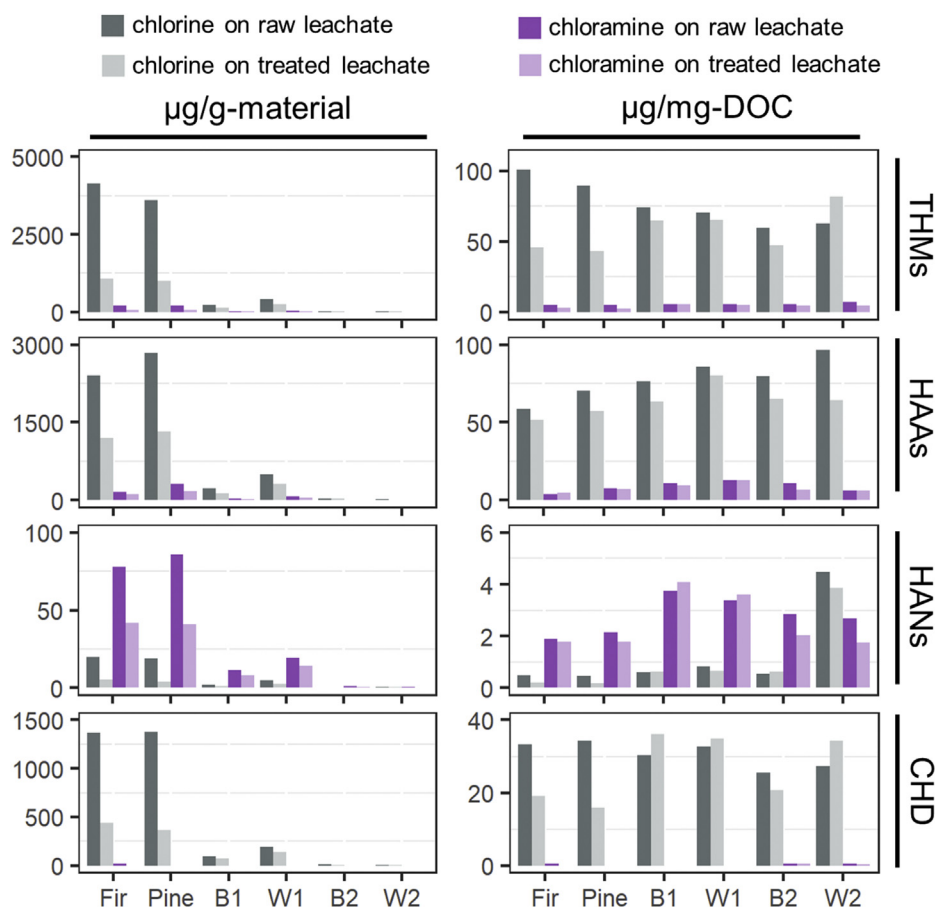 chlorine on raw leachate
chlorine on treated leachate
chloramine on raw leachate
chloramine on treated leachate
µg/g-material
µg/mg-DOC
5000
2500
0
100
50
0
THMs
3000
1500
0
100
50
0
HAAs
100
50
0
6
4
2
0
HANs
1500
1000
500
0
40
20
0
CHD
Fir Pine B1 W1 B2 W2
Fir Pine B1 W1 B2 W2